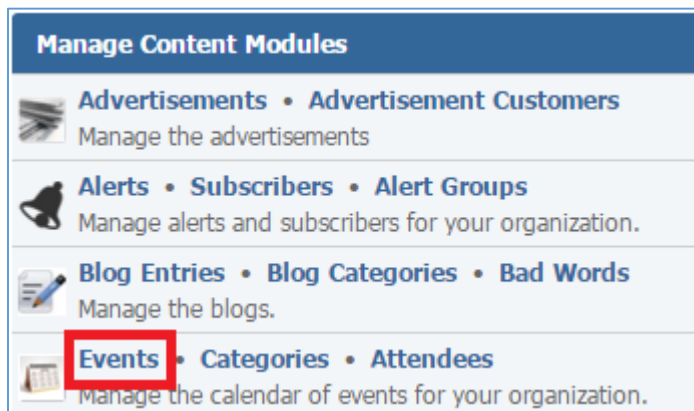 Manage Content Modules
Advertisements • Advertisement Customers
Manage the advertisements
Alerts • Subscribers • Alert Groups
Manage alerts and subscribers for your organization.
Blog Entries • Blog Categories • Bad Words
Manage the blogs.
Events • Categories • Attendees
Manage the calendar of events for your organization.